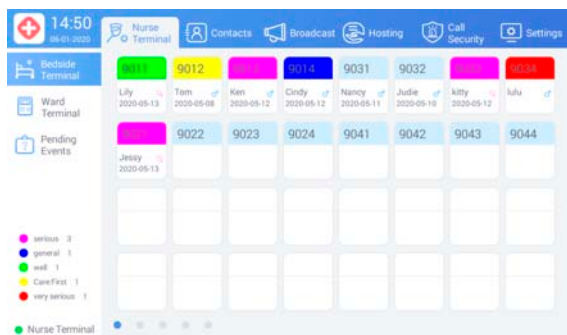 14:50
06-01-2020
Nurse Terminal
Contacts
Broadcast
Hosting
Call Security
Settings
Bedside Terminal
Ward Terminal
Pending Events
9011 9012 9014 9031 9032 9034
Lily Tom Ken Cindy Nancy Judie kitty lulu
2020-05-13 2020-05-08 2020-05-12 2020-05-12 2020-05-11 2020-05-10 2020-05-12
9022 9023 9024 9041 9042 9043 9044
Jessy
2020-05-13
serious 3
general 1
well 1
CareFirst 1
very serious 1
Nurse Terminal